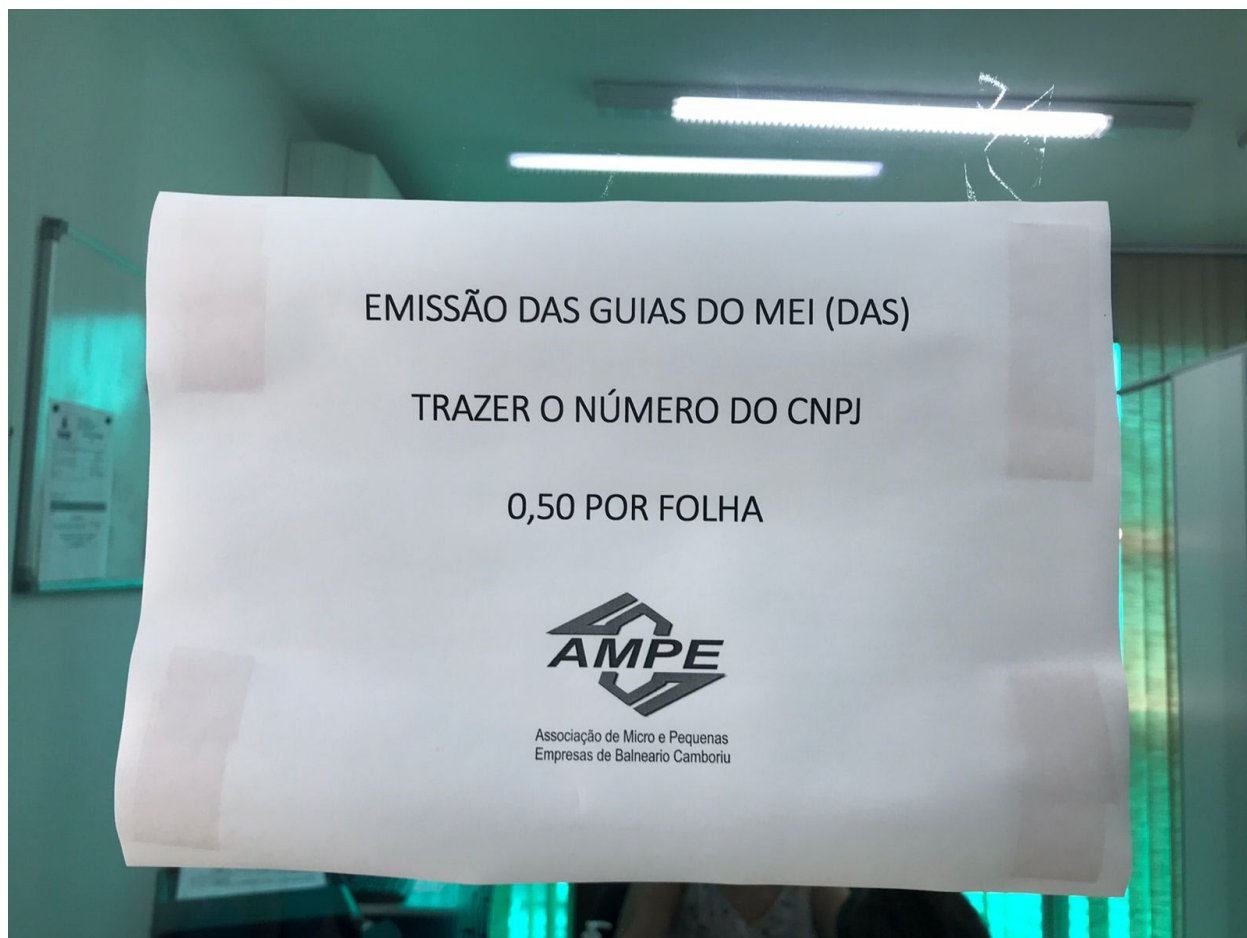 EMISSÃO DAS GUIAS DO MEI (DAS)
TRAZER O NÚMERO DO CNPJ
0,50 POR FOLHA
AMPE
Associação de Micro e Pequenas
Empresas de Balneario Camboriu